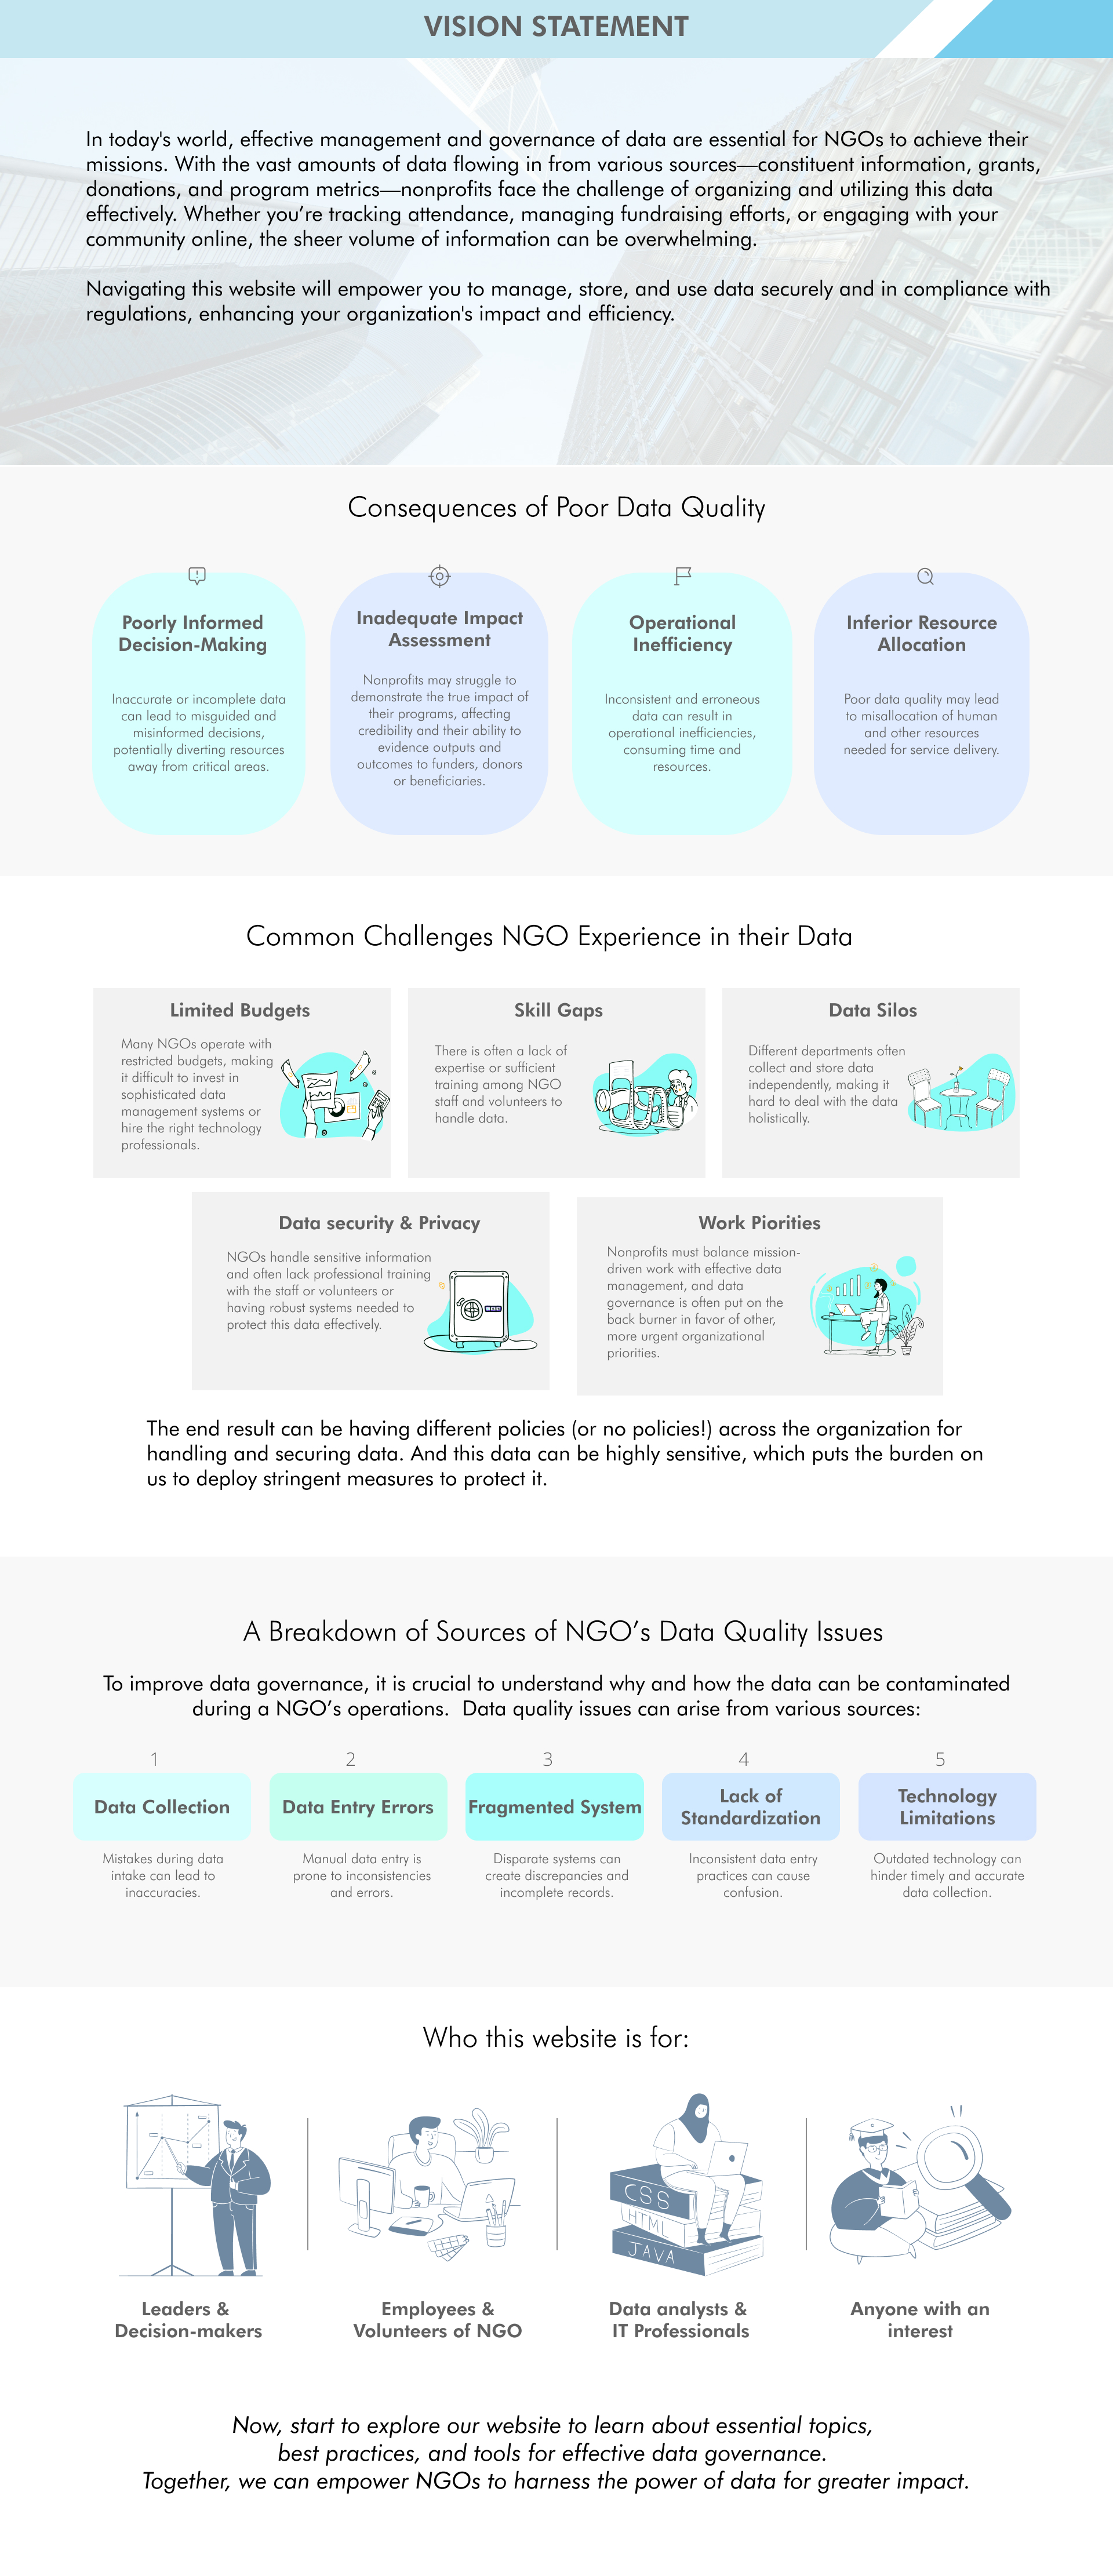 VISION STATEMENT
In today's world, effective management and governance of data are essential for NGOs to achieve their
missions. With the vast amounts of data flowing in from various sources—constituent information, grants,
donations, and program metrics—nonprofits face the challenge of organizing and utilizing this data
effectively. Whether you’re tracking attendance, managing fundraising efforts, or engaging with your
community online, the sheer volume of information can be overwhelming.
Navigating this website will empower you to manage, store, and use data securely and in compliance with
regulations, enhancing your organization's impact and efficiency.
Consequences of Poor Data Quality
Poorly Informed
Decision-Making
Inaccurate or incomplete data
can lead to misguided and
misinformed decisions,
potentially diverting resources
away from critical areas.
Inadequate Impact
Assessment
Nonprofits may struggle to
demonstrate the true impact of
their programs, affecting
credibility and their ability to
evidence outputs and
outcomes to funders, donors
or beneficiaries.
Operational
Inefficiency
Inconsistent and erroneous
data can result in
operational inefficiencies,
consuming time and
resources.
Inferior Resource
Allocation
Poor data quality may lead
to misallocation of human
and other resources
needed for service delivery.
Common Challenges NGO Experience in their Data
Limited Budgets
Many NGOs operate with
restricted budgets, making
it difficult to invest in
sophisticated data
management systems or
hire the right technology
professionals.
Skill Gaps
There is often a lack of
expertise or sufficient
training among NGO
staff and volunteers to
handle data.
Data Silos
Different departments often
collect and store data
independently, making it
hard to deal with the data
holistically.
Data security & Privacy
NGOs handle sensitive information
and often lack professional training
with the staff or volunteers or
having robust systems needed to
protect this data effectively.
Work Piorities
Nonprofits must balance mission-
driven work with effective data
management, and data
governance is often put on the
back burner in favor of other,
more urgent organizational
priorities.
The end result can be having different policies (or no policies!) across the organization for
handling and securing data. And this data can be highly sensitive, which puts the burden on
us to deploy stringent measures to protect it.
A Breakdown of Sources of NGO’s Data Quality Issues
To improve data governance, it is crucial to understand why and how the data can be contaminated
during a NGO’s operations.  Data quality issues can arise from various sources:
1
Data Collection
Mistakes during data
intake can lead to
inaccuracies.
2
Data Entry Errors
Manual data entry is
prone to inconsistencies
and errors.
3
Fragmented System
Disparate systems can
create discrepancies and
incomplete records.
4
Lack of
Standardization
Inconsistent data entry
practices can cause
confusion.
5
Technology
Limitations
Outdated technology can
hinder timely and accurate
data collection.
Who this website is for:
CSS
HTML
JAVA
Leaders &
Decision-makers
Employees &
Volunteers of NGO
Data analysts &
IT Professionals
Anyone with an
interest
Now, start to explore our website to learn about essential topics,
best practices, and tools for effective data governance.
Together, we can empower NGOs to harness the power of data for greater impact.